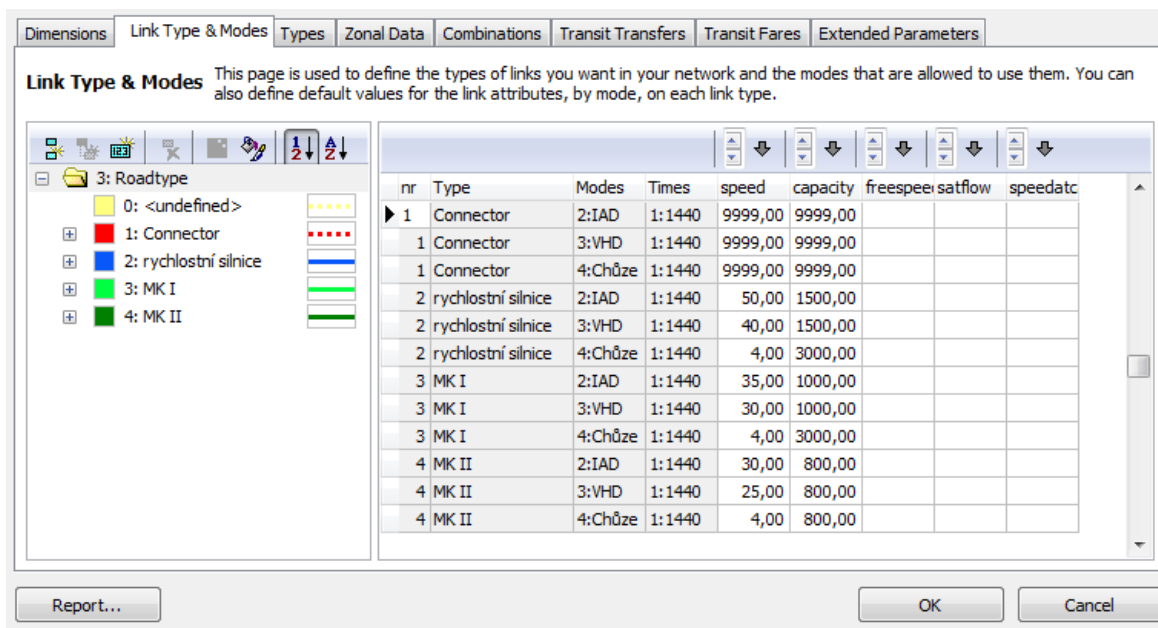 Dimensions Link Type & Modes Types Zonal Data Combinations Transit Transfers Transit Fares Extended Parameters
Link Type & Modes This page is used to define the types of links you want in your network and the modes that are allowed to use them. You can
also define default values for the link attributes, by mode, on each link type.
3: Roadtype
0: <undefined>
1: Connector
2: rychlostní silnice
3: MK I
4: MK II
nr Type Modes Times speed capacity freespee satflow speedatc
1 Connector 2:IAD 1:1440 9999,00 9999,00
1 Connector 3:VHD 1:1440 9999,00 9999,00
1 Connector 4:Chůze 1:1440 9999,00 9999,00
2 rychlostní silnice 2:IAD 1:1440 50,00 1500,00
2 rychlostní silnice 3:VHD 1:1440 40,00 1500,00
2 rychlostní silnice 4:Chůze 1:1440 4,00 3000,00
3 MK I 2:IAD 1:1440 35,00 1000,00
3 MK I 3:VHD 1:1440 30,00 1000,00
3 MK I 4:Chůze 1:1440 4,00 3000,00
4 MK II 2:IAD 1:1440 30,00 800,00
4 MK II 3:VHD 1:1440 25,00 800,00
4 MK II 4:Chůze 1:1440 4,00 800,00
Report... OK Cancel